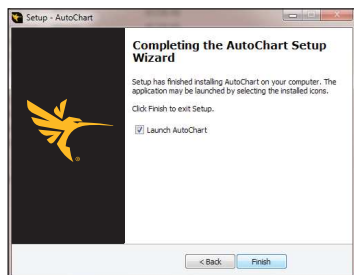 Setup - AutoChart
Completing the AutoChart Setup
Wizard
Setup has finished installing AutoChart on your computer. The
application may be launched by selecting the installed icons.
Click Finish to exit Setup.
Launch AutoChart
< Back
Finish